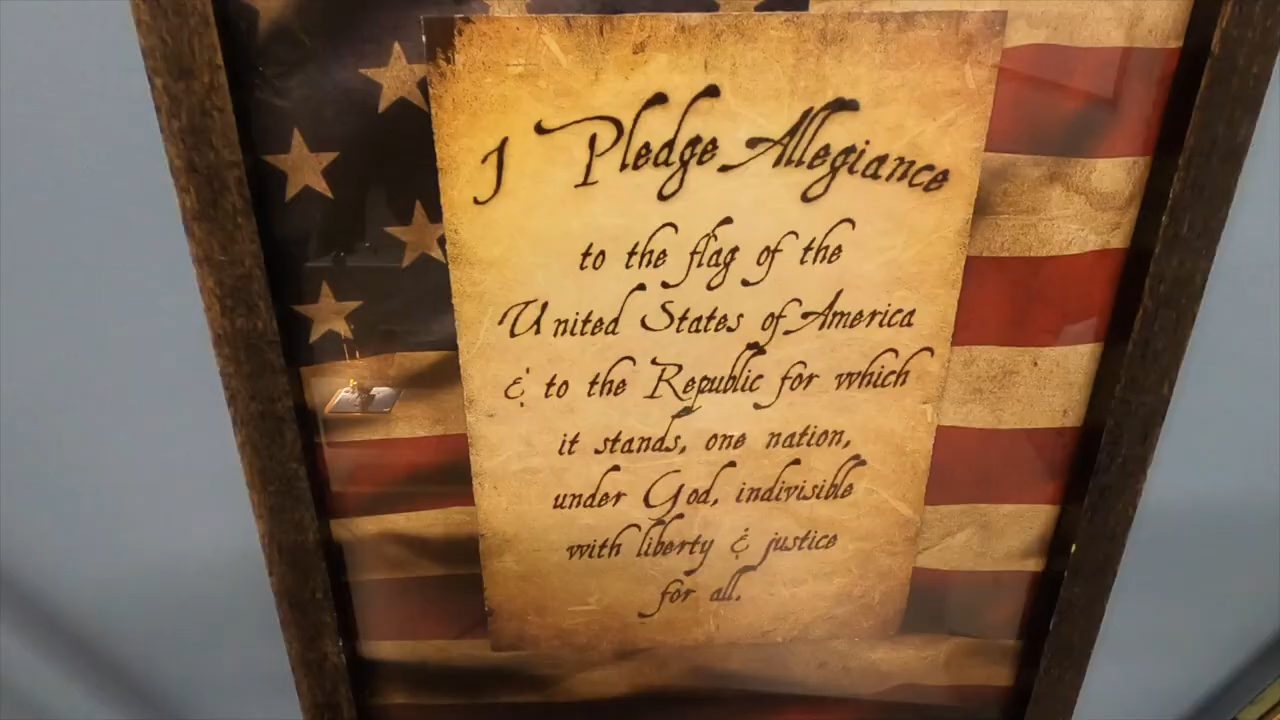 I Pledge Allegiance
to the flag of the
United States of America
& to the Republic for which
it stands, one nation,
under God, indivisible
with liberty & justice
for all.